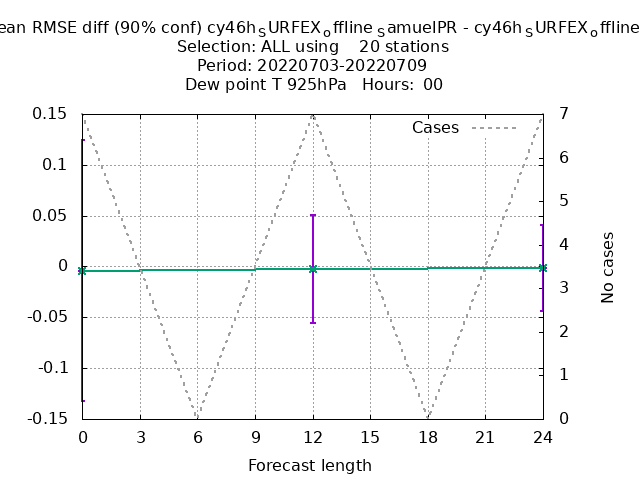 ean RMSE diff (90% conf) cy46h_SURFEX_offline_samuelPR - cy46h_SURFEX_offline
Selection: ALL using    20 stations
Period: 20220703-20220709
Dew point T 925hPa   Hours: 00
Cases
0.15
0.1
0.05
0
-0.05
-0.1
-0.15
7
6
5
4
3
2
1
0
No cases
0 3 6 9 12 15 18 21 24
Forecast length